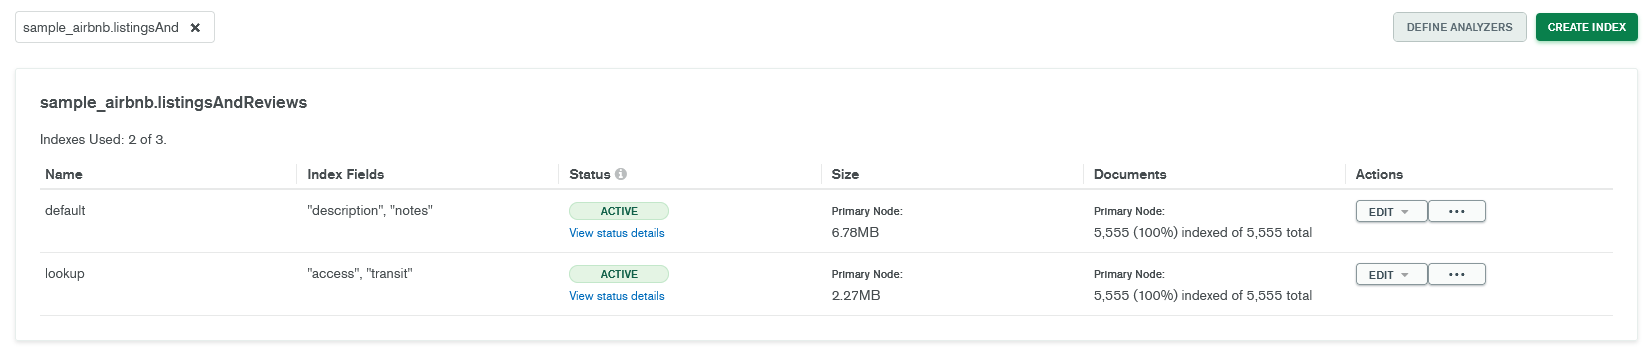 sample_airbnb.listingsAnd ×
DEFINE ANALYZERS
CREATE INDEX
sample_airbnb.listingsAndReviews
Indexes Used: 2 of 3.
Name Index Fields Status Size Documents Actions
default "description", "notes" ACTIVE Primary Node: Primary Node: EDIT ...
View status details 6.78MB 5,555 (100%) indexed of 5,555 total
lookup "access", "transit" ACTIVE Primary Node: Primary Node: EDIT ...
View status details 2.27MB 5,555 (100%) indexed of 5,555 total